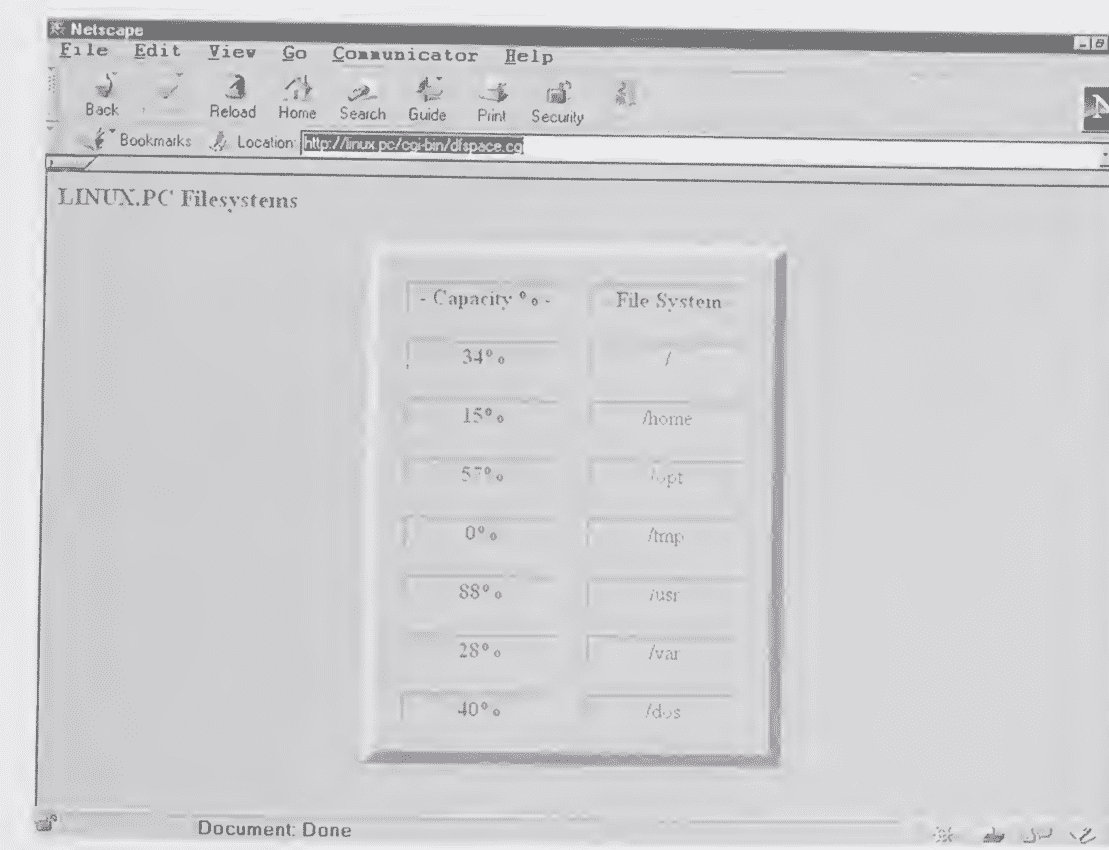 Netscape
File Edit View Go Communicator Help
Back Reload Home Search Guide Print Security
Bookmarks Location: http://linux.pc/cgi-bin/dfspace.cgi
LINUX.PC Filesystems
- Capacity % - File System
34% /
15% /home
57% /opt
0% /tmp
88% /usr
28% /var
40% /dos
Document: Done